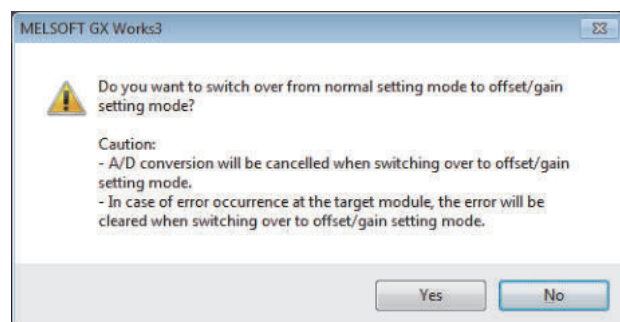 MELSOFT GX Works3
Do you want to switch over from normal setting mode to offset/gain
setting mode?
Caution:
- A/D conversion will be cancelled when switching over to offset/gain
setting mode.
- In case of error occurrence at the target module, the error will be
cleared when switching over to offset/gain setting mode.
Yes
No